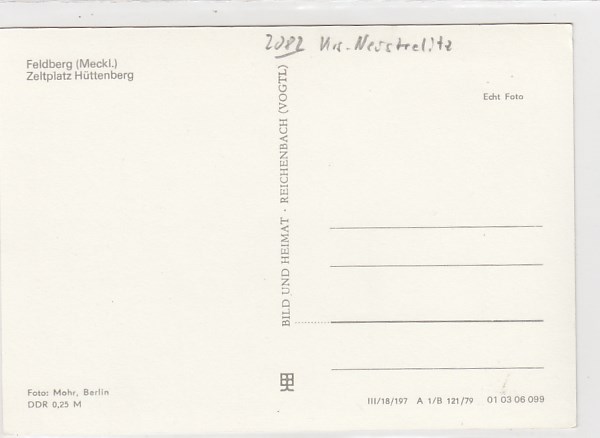 2082 Krs. Neustrelitz
Feldberg (Meckl.)
Zeltplatz Hüttenberg
Echt Foto
BILD UND HEIMAT · REICHENBACH (VOGTL)
Foto: Mohr, Berlin
DDR 0,25 M
III/18/197 A 1/B 121/79 01 03 06 099